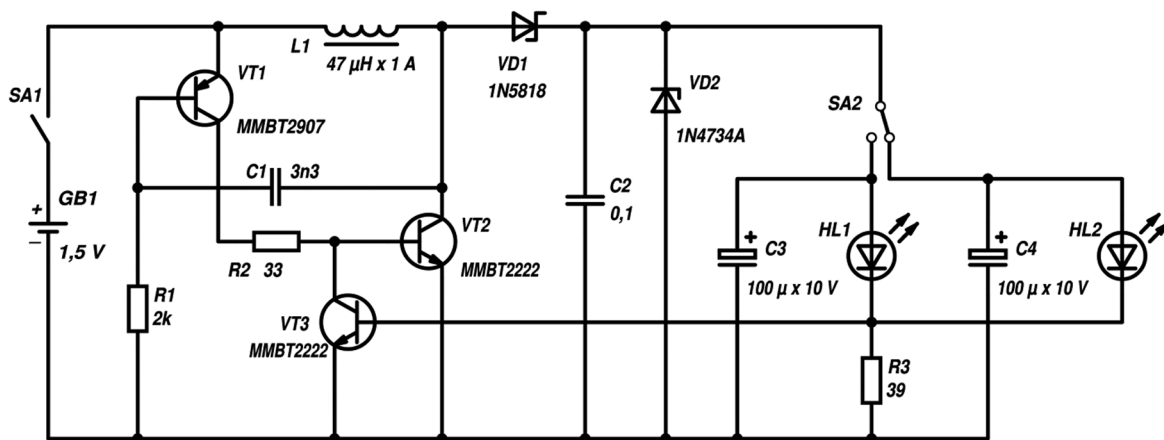 L1
47 µH x 1 A
VT1
MMBT2907
SA1
GB1
+
–
1,5 V
C1 3n3
R2 33
R1
2k
VT2
MMBT2222
VT3
MMBT2222
VD1
1N5818
C2
0,1
VD2
1N4734A
SA2
+
C3
100 µ x 10 V
HL1
+
C4
100 µ x 10 V
HL2
R3
39